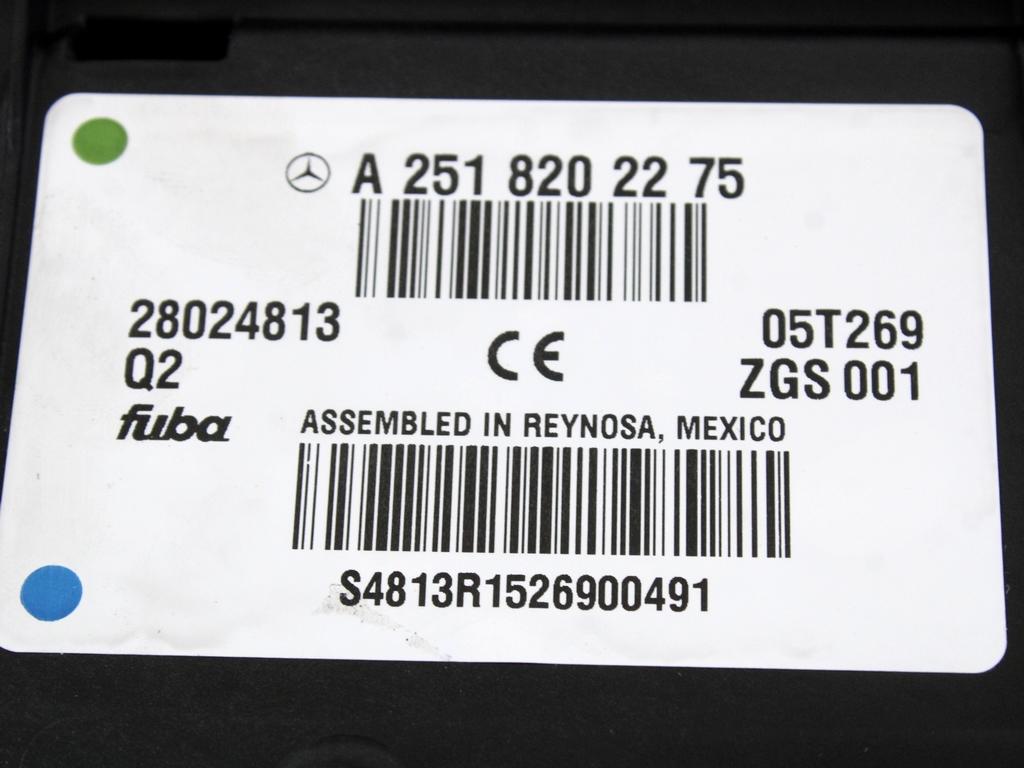 A 251 820 22 75
28024813
05T269
Q2
CE
ZGS 001
fuba
ASSEMBLED IN REYNOSA, MEXICO
S4813R1526900491